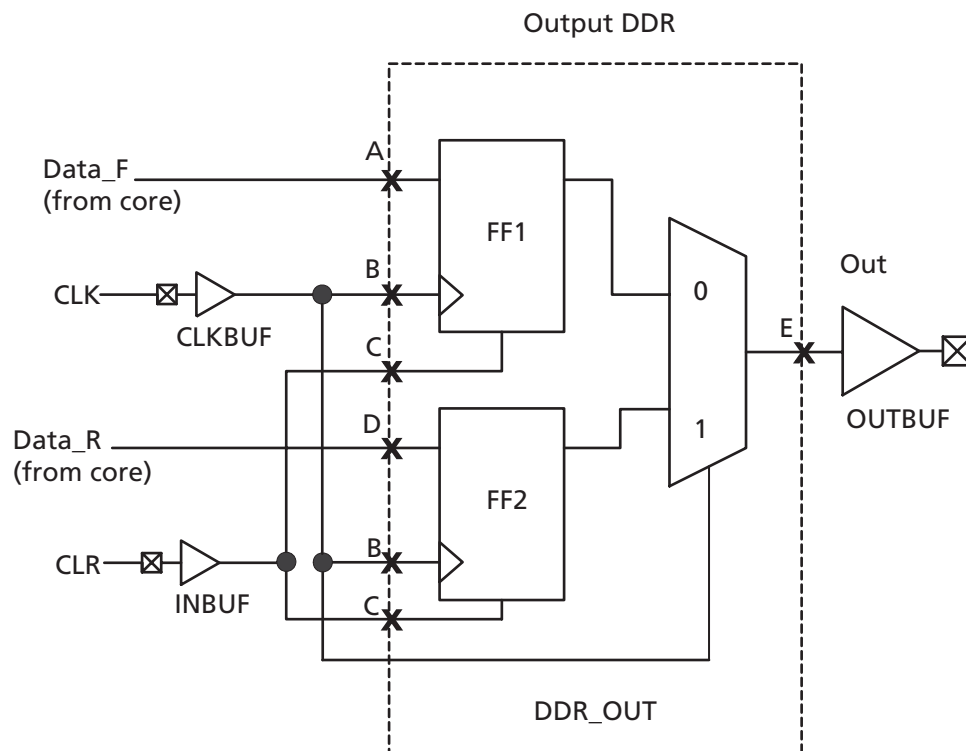 Output DDR
A
Data_F
(from core)
FF1
B
CLK
CLKBUF
0
Out
C
E
D
Data_R
(from core)
1
OUTBUF
FF2
B
CLR
INBUF
C
DDR_OUT